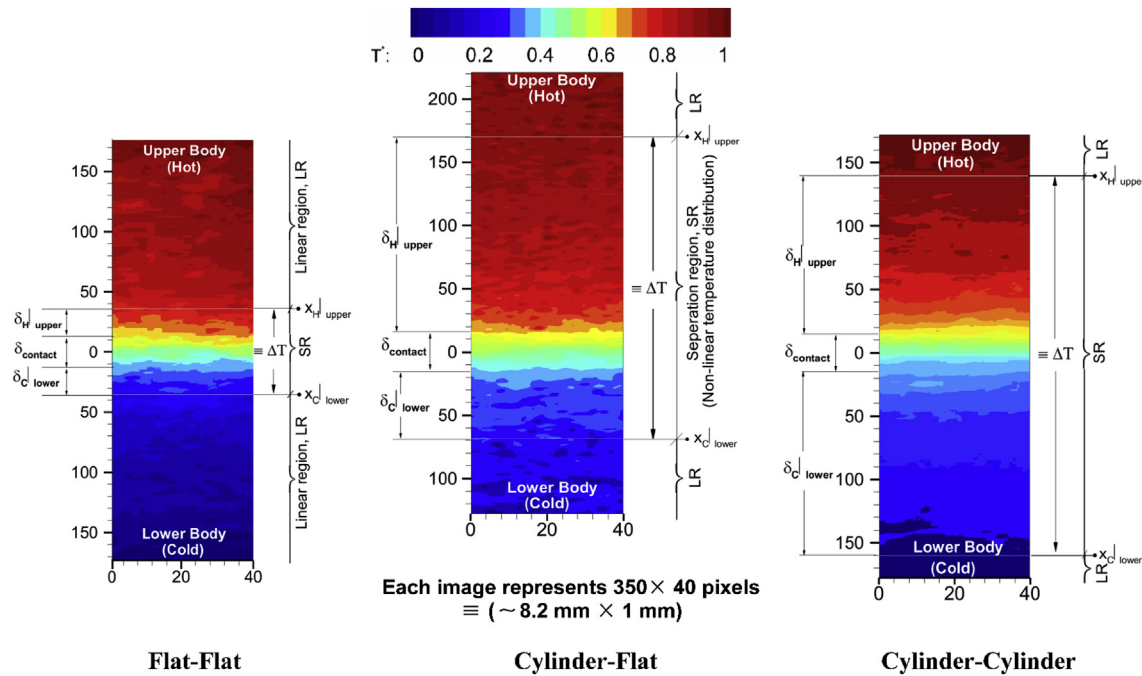 T*: 0 0.2 0.4 0.6 0.8 1
Upper Body
(Hot)
150
100
50
0
50
100
150
Lower Body
(Cold)
0 20 40
δH| upper
δcontact
δC| lower
Linear region, LR
xH| upper
≡ ΔT
SR
xC| lower
Linear region, LR
Flat-Flat
Upper Body
(Hot)
200
150
100
50
0
50
100
Lower Body
(Cold)
0 20 40
δH| upper
δcontact
δC| lower
LR
xH| upper
≡ ΔT
Seperation region, SR
(Non-linear temperature distribution)
xC| lower
LR
Each image represents 350 × 40 pixels
≡ (~8.2 mm × 1 mm)
Cylinder-Flat
Upper Body
(Hot)
150
100
50
0
50
100
150
Lower Body
(Cold)
0 20 40
δH| upper
δcontact
δC| lower
LR
xH| uppe
≡ ΔT
SR
xC| lower
LR
Cylinder-Cylinder